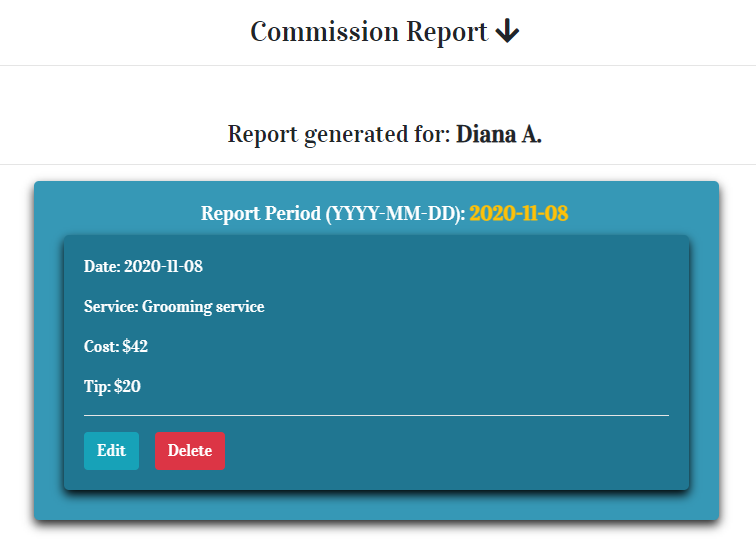 Commission Report
Report generated for: Diana A.
Report Period (YYYY-MM-DD): 2020-11-08
Date: 2020-11-08
Service: Grooming service
Cost: $42
Tip: $20
Edit Delete